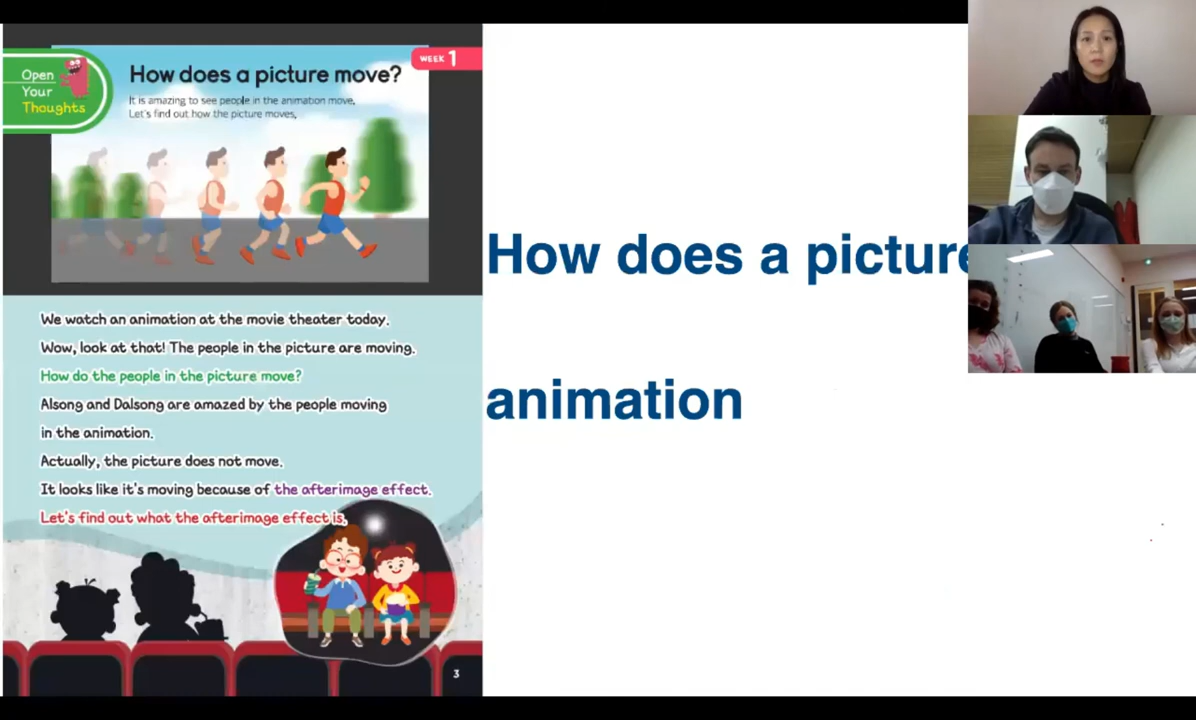 Open
Your
Thoughts
WEEK 1
How does a picture move?
It is amazing to see people in the animation move,
Let's find out how the picture moves,
We watch an animation at the movie theater today.
Wow, look at that! The people in the picture are moving.
How do the people in the picture move?
Alsong and Dalsong are amazed by the people moving
in the animation.
Actually, the picture does not move.
It looks like it's moving because of the afterimage effect.
Let's find out what the afterimage effect is.
3
How does a picture
animation